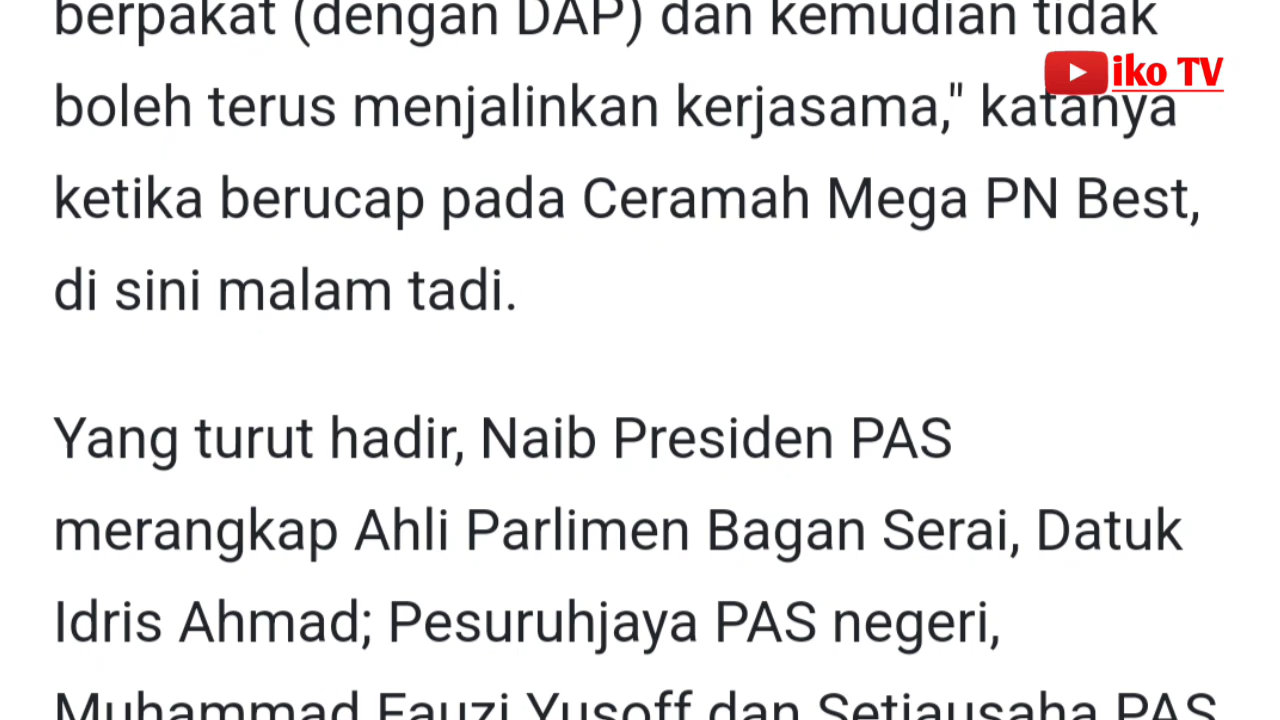 berpakat (dengan DAP) dan kemudian tidak
iko TV
boleh terus menjalinkan kerjasama," katanya
ketika berucap pada Ceramah Mega PN Best,
di sini malam tadi.
Yang turut hadir, Naib Presiden PAS
merangkap Ahli Parlimen Bagan Serai, Datuk
Idris Ahmad; Pesuruhjaya PAS negeri,
Muhammad Fauzi Yusoff dan Setiausaha PAS